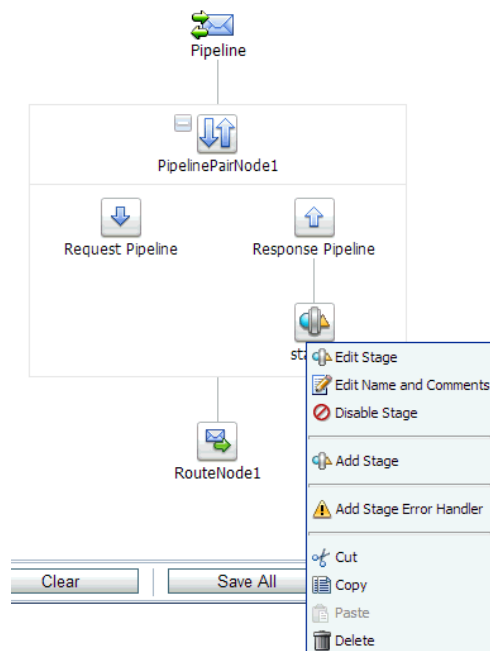 Pipeline
PipelinePairNode1
Request Pipeline
Response Pipeline
Edit Stage
Edit Name and Comments
Disable Stage
RouteNode1
Add Stage
Add Stage Error Handler
Cut
Clear
Save All
Copy
Paste
Delete